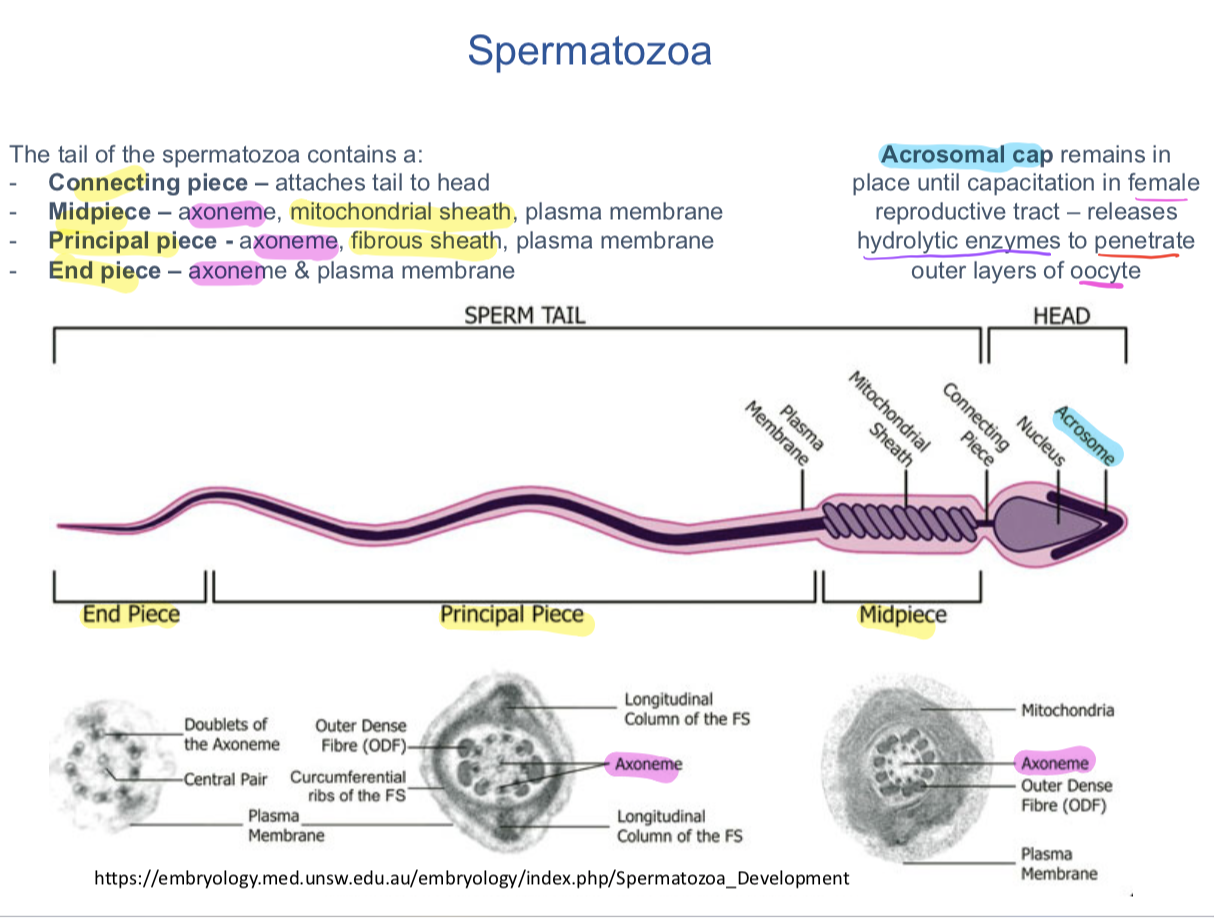 Spermatozoa
The tail of the spermatozoa contains a:
- Connecting piece – attaches tail to head
- Midpiece – axoneme, mitochondrial sheath, plasma membrane
- Principal piece - axoneme, fibrous sheath, plasma membrane
- End piece – axoneme & plasma membrane
Acrosomal cap remains in
place until capacitation in female
reproductive tract – releases
hydrolytic enzymes to penetrate
outer layers of oocyte
SPERM TAIL
HEAD
Plasma
Membrane
Mitochondrial
Sheath
Connecting
Piece
Nucleus
Acrosome
End Piece
Principal Piece
Midpiece
Doublets of
the Axoneme
Central Pair
Plasma
Membrane
Outer Dense
Fibre (ODF)
Curcumferential
ribs of the FS
Longitudinal
Column of the FS
Axoneme
Longitudinal
Column of the FS
Mitochondria
Axoneme
Outer Dense
Fibre (ODF)
Plasma
Membrane
https://embryology.med.unsw.edu.au/embryology/index.php/Spermatozoa_Development